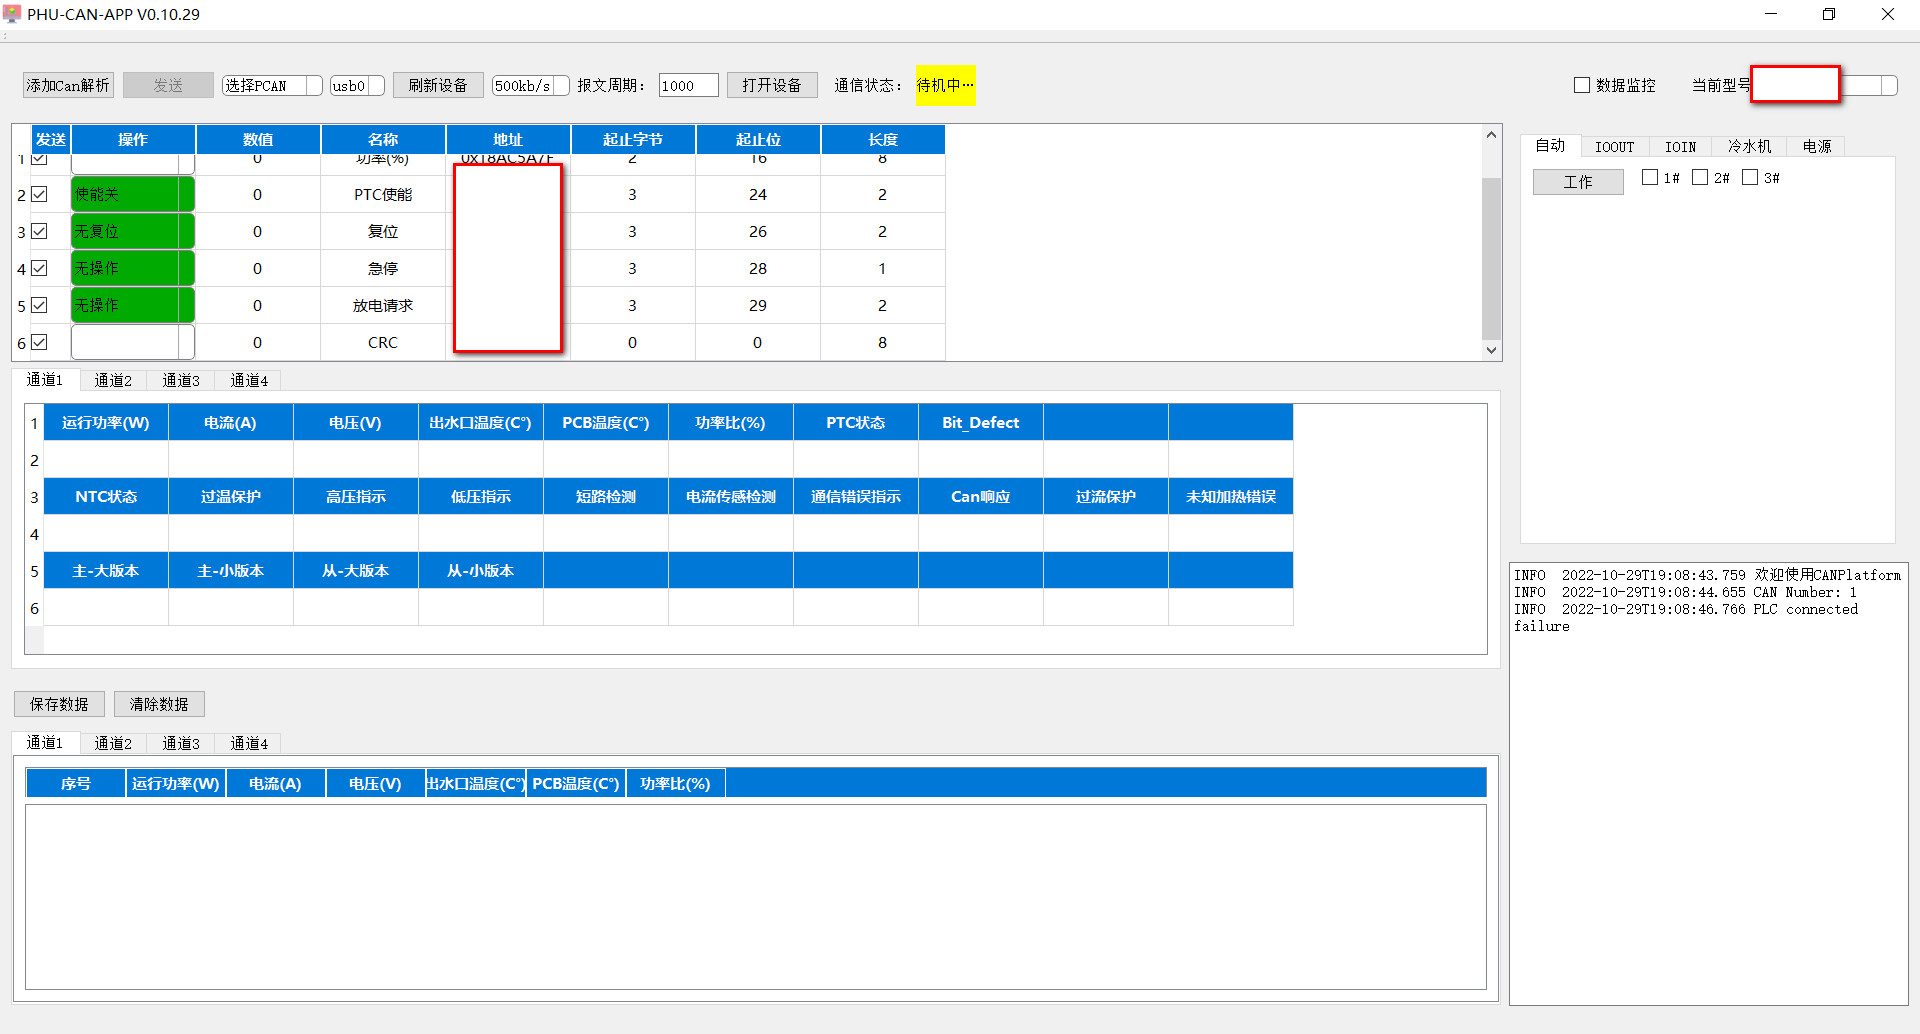 PHU-CAN-APP V0.10.29
添加Can解析 发送 选择PCAN usb0 刷新设备 500kb/s 报文周期： 1000 打开设备 通信状态： 待机中… 数据监控 当前型号
发送 操作 数值 名称 地址 起止字节 起止位 长度
1 0 功率(%) 0x18AC5A7F 2 16 8
2 使能关 0 PTC使能 3 24 2
3 无复位 0 复位 3 26 2
4 无操作 0 急停 3 28 1
5 无操作 0 放电请求 3 29 2
6 0 CRC 0 0 8
通道1 通道2 通道3 通道4
1 运行功率(W) 电流(A) 电压(V) 出水口温度(C°) PCB温度(C°) 功率比(%) PTC状态 Bit_Defect
2
3 NTC状态 过温保护 高压指示 低压指示 短路检测 电流传感检测 通信错误指示 Can响应 过流保护 未知加热错误
4
5 主-大版本 主-小版本 从-大版本 从-小版本
6
保存数据 清除数据
通道1 通道2 通道3 通道4
序号 运行功率(W) 电流(A) 电压(V) 出水口温度(C°) PCB温度(C°) 功率比(%)
自动 IOOUT IOIN 冷水机 电源
工作 1# 2# 3#
INFO 2022-10-29T19:08:43.759 欢迎使用CANPlatform
INFO 2022-10-29T19:08:44.655 CAN Number: 1
INFO 2022-10-29T19:08:46.766 PLC connected
failure